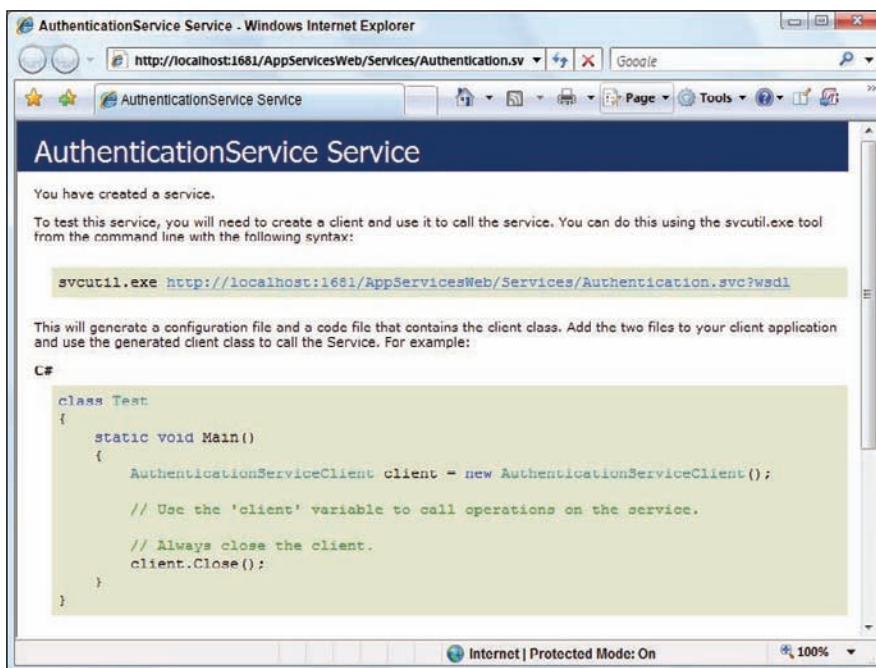 AuthenticationService Service - Windows Internet Explorer
http://localhost:1681/AppServicesWeb/Services/Authentication.sv
Google
AuthenticationService Service
Page
Tools
AuthenticationService Service
You have created a service.
To test this service, you will need to create a client and use it to call the service. You can do this using the svcutil.exe tool
from the command line with the following syntax:
svcutil.exe http://localhost:1681/AppServicesWeb/Services/Authentication.svc?wsdl
This will generate a configuration file and a code file that contains the client class. Add the two files to your client application
and use the generated client class to call the Service. For example:
C#
class Test
{
static void Main()
{
AuthenticationServiceClient client = new AuthenticationServiceClient();
// Use the 'client' variable to call operations on the service.
// Always close the client.
client.Close();
}
}
Internet | Protected Mode: On
100%